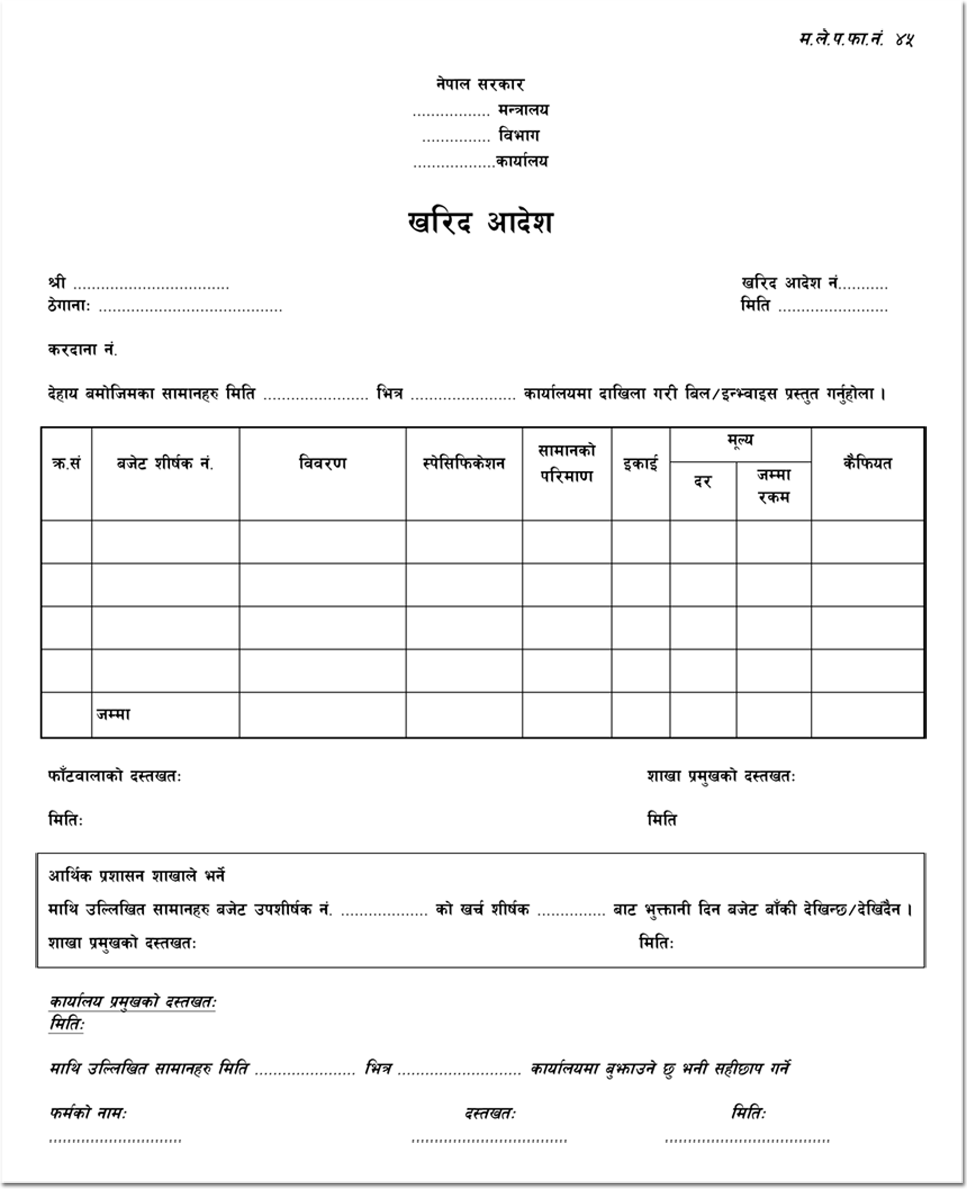 म.ले.प.फा.नं. ४५
नेपाल सरकार
................. मन्त्रालय
............... विभाग
..................कार्यालय
खरिद आदेश
श्री .................................. खरिद आदेश नं...........
ठेगानाः ........................................ मिति ........................
करदाना नं.
देहाय बमोजिमका सामानहरु मिति ....................... भित्र ....................... कार्यालयमा दाखिला गरी बिल/इन्भ्वाइस प्रस्तुत गर्नुहोला ।
क्र.सं बजेट शीर्षक नं. विवरण स्पेसिफिकेशन सामानको परिमाण इकाई मूल्य कैफियत
दर जम्मा रकम
जम्मा
फाँटवालाको दस्तखतः शाखा प्रमुखको दस्तखतः
मितिः मिति
आर्थिक प्रशासन शाखाले भर्ने
माथि उल्लिखित सामानहरु बजेट उपशीर्षक नं. ................... को खर्च शीर्षक ............... बाट भुक्तानी दिन बजेट बाँकी देखिन्छ/देखिंदैन ।
शाखा प्रमुखको दस्तखतः मितिः
कार्यालय प्रमुखको दस्तखतः
मितिः
माथि उल्लिखित सामानहरु मिति ...................... भित्र ........................... कार्यालयमा बुझाउने छु भनी सहीछाप गर्ने
फर्मको नामः दस्तखतः मितिः
............................. .................................. ....................................